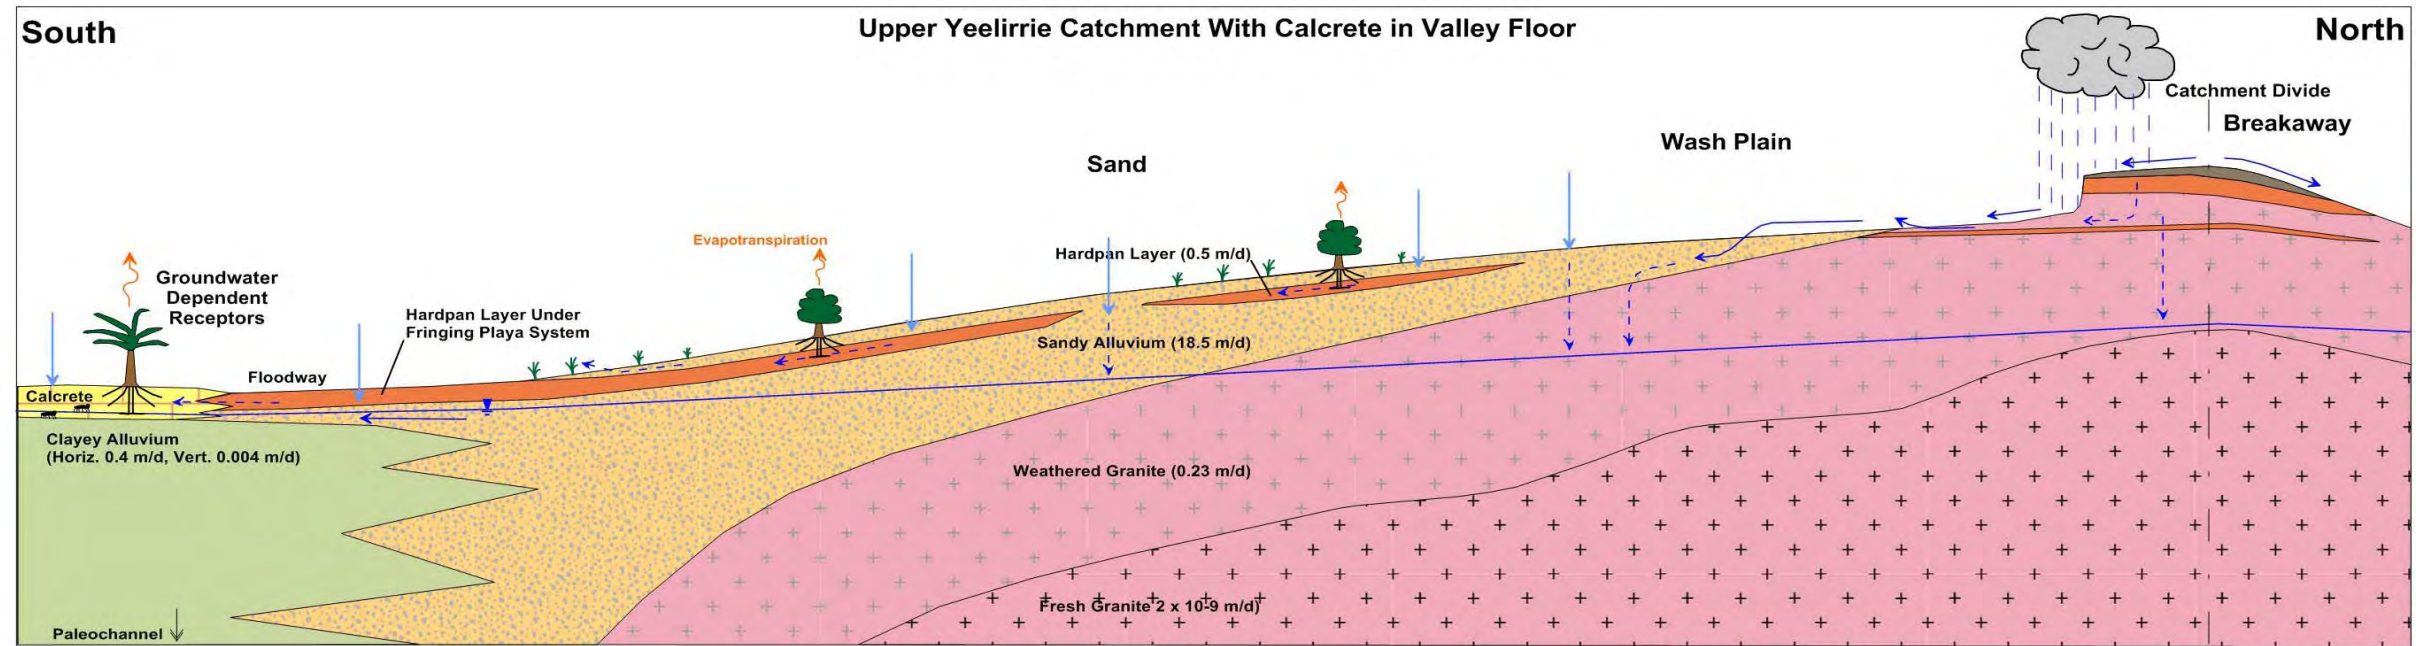 South
Upper Yeelirrie Catchment With Calcrete in Valley Floor
North
Catchment Divide
Breakaway
Wash Plain
Sand
Evapotranspiration
Hardpan Layer (0.5 m/d)
Groundwater
Dependent
Receptors
Hardpan Layer Under
Fringing Playa System
Sandy Alluvium (18.5 m/d)
Floodway
Calcrete
Clayey Alluvium
(Horiz. 0.4 m/d, Vert. 0.004 m/d)
Weathered Granite (0.23 m/d)
Fresh Granite 2 x 10-9 m/d)
Paleochannel